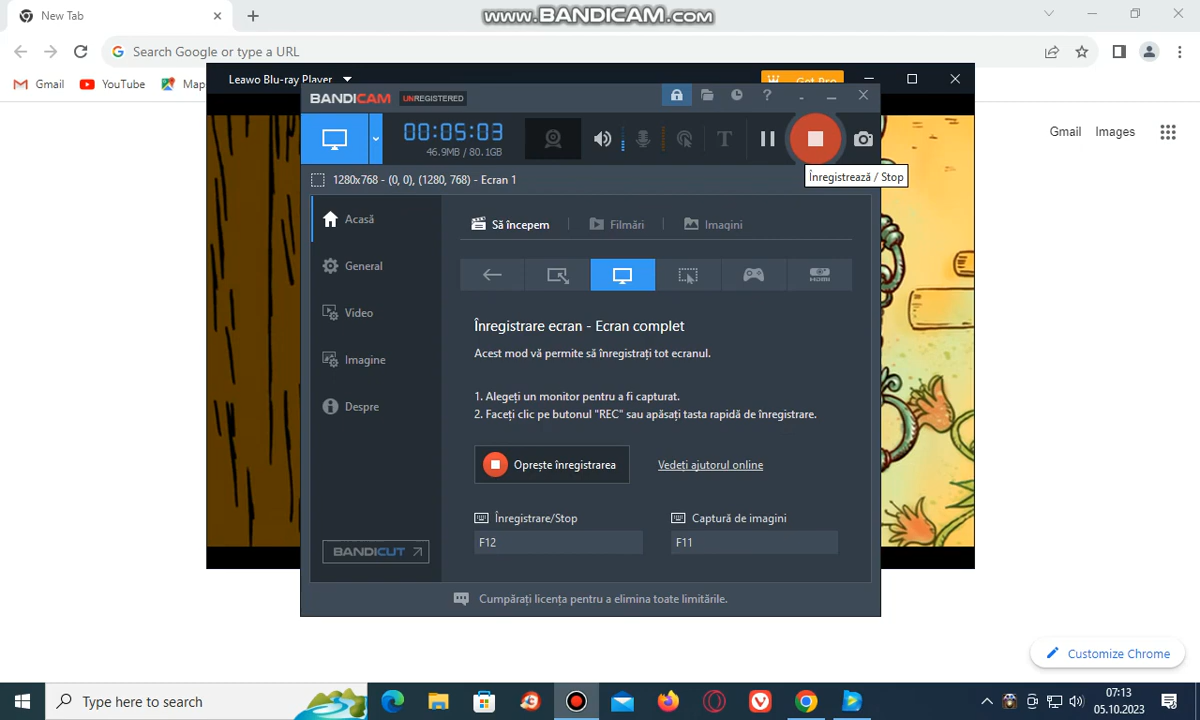 New Tab
www.BANDICAM.com
Search Google or type a URL
Gmail
YouTube
Map
Leawo Blu-ray Player
Get Pro
BANDICAM
UNREGISTERED
?
00:05:03
46.9MB / 80.1GB
T
Înregistrează / Stop
1280x768 - (0, 0), (1280, 768) - Ecran 1
Gmail
Images
Acasă
General
Video
Imagine
Despre
Să începem
Filmări
Imagini
HDMI
Înregistrare ecran - Ecran complet
Acest mod vă permite să înregistrați tot ecranul.
1. Alegeți un monitor pentru a fi capturat.
2. Faceți clic pe butonul "REC" sau apăsați tasta rapidă de înregistrare.
Oprește înregistrarea
Vedeți ajutorul online
Înregistrare/Stop
Captură de imagini
F12
F11
BANDICUT
Cumpărați licența pentru a elimina toate limitările.
Customize Chrome
Type here to search
07:13
05.10.2023